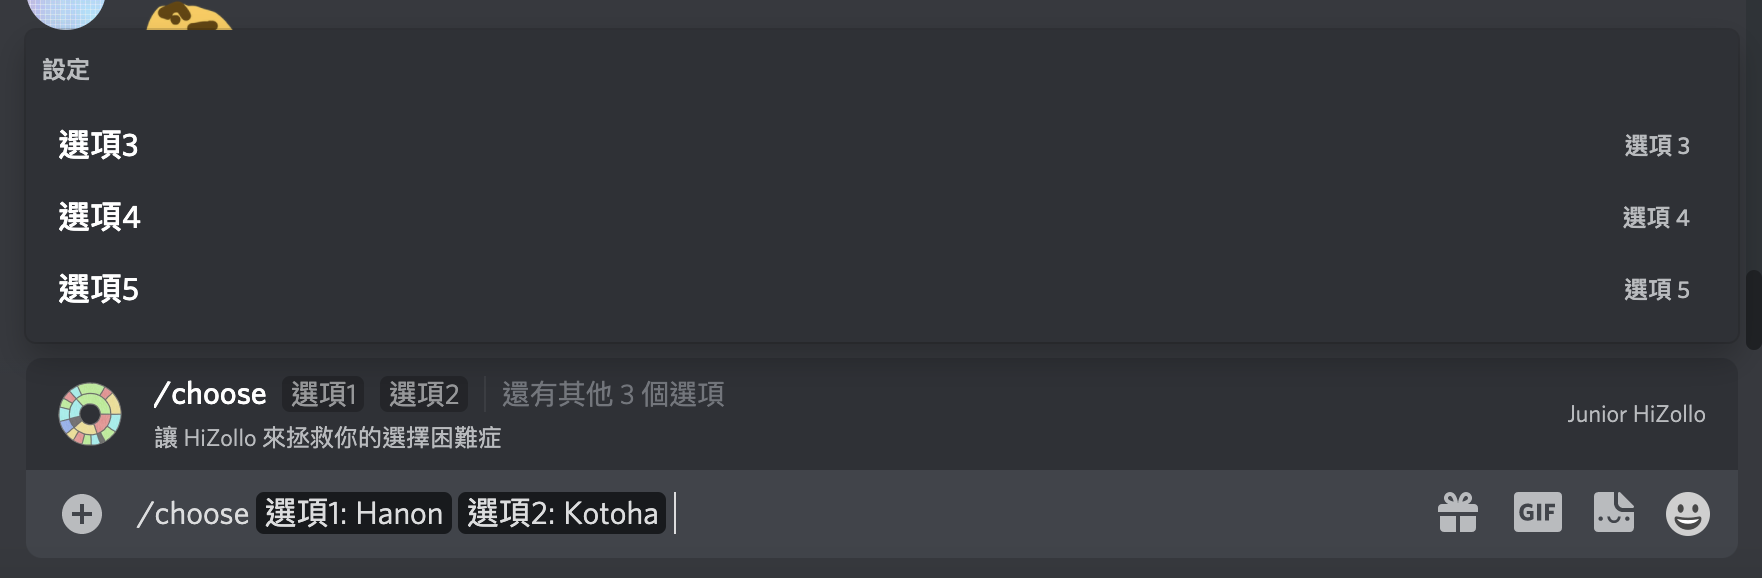 設定
選項3 選項 3
選項4 選項 4
選項5 選項 5
/choose 選項1 選項2 還有其他 3 個選項
讓 HiZollo 來拯救你的選擇困難症
Junior HiZollo
/choose 選項1: Hanon 選項2: Kotoha
GIF